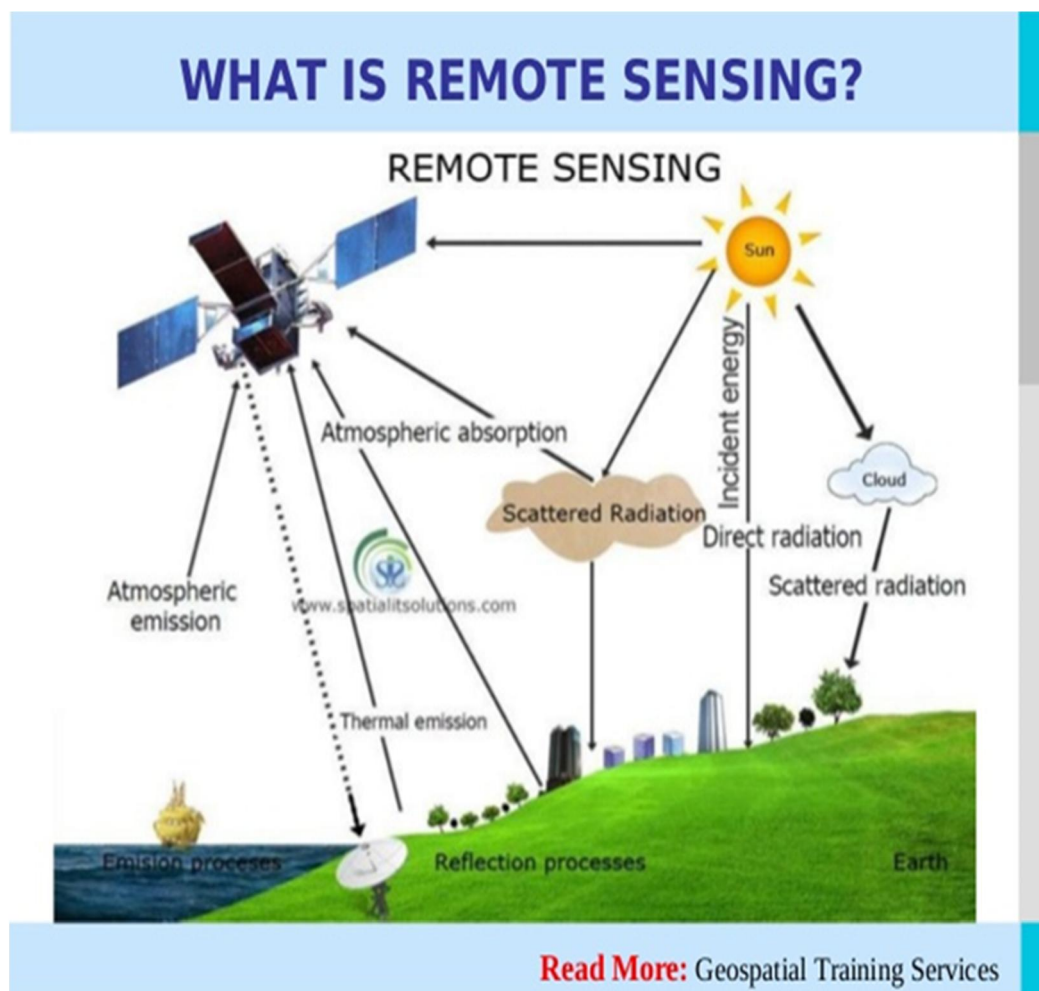 WHAT IS REMOTE SENSING?
REMOTE SENSING
Sun
Incident energy
Atmospheric absorption
Cloud
Scattered Radiation
Direct radiation
Scattered radiation
Atmospheric
emission
www.spatialitsolutions.com
Thermal emission
Emision proceses
Reflection processes
Earth
Read More: Geospatial Training Services